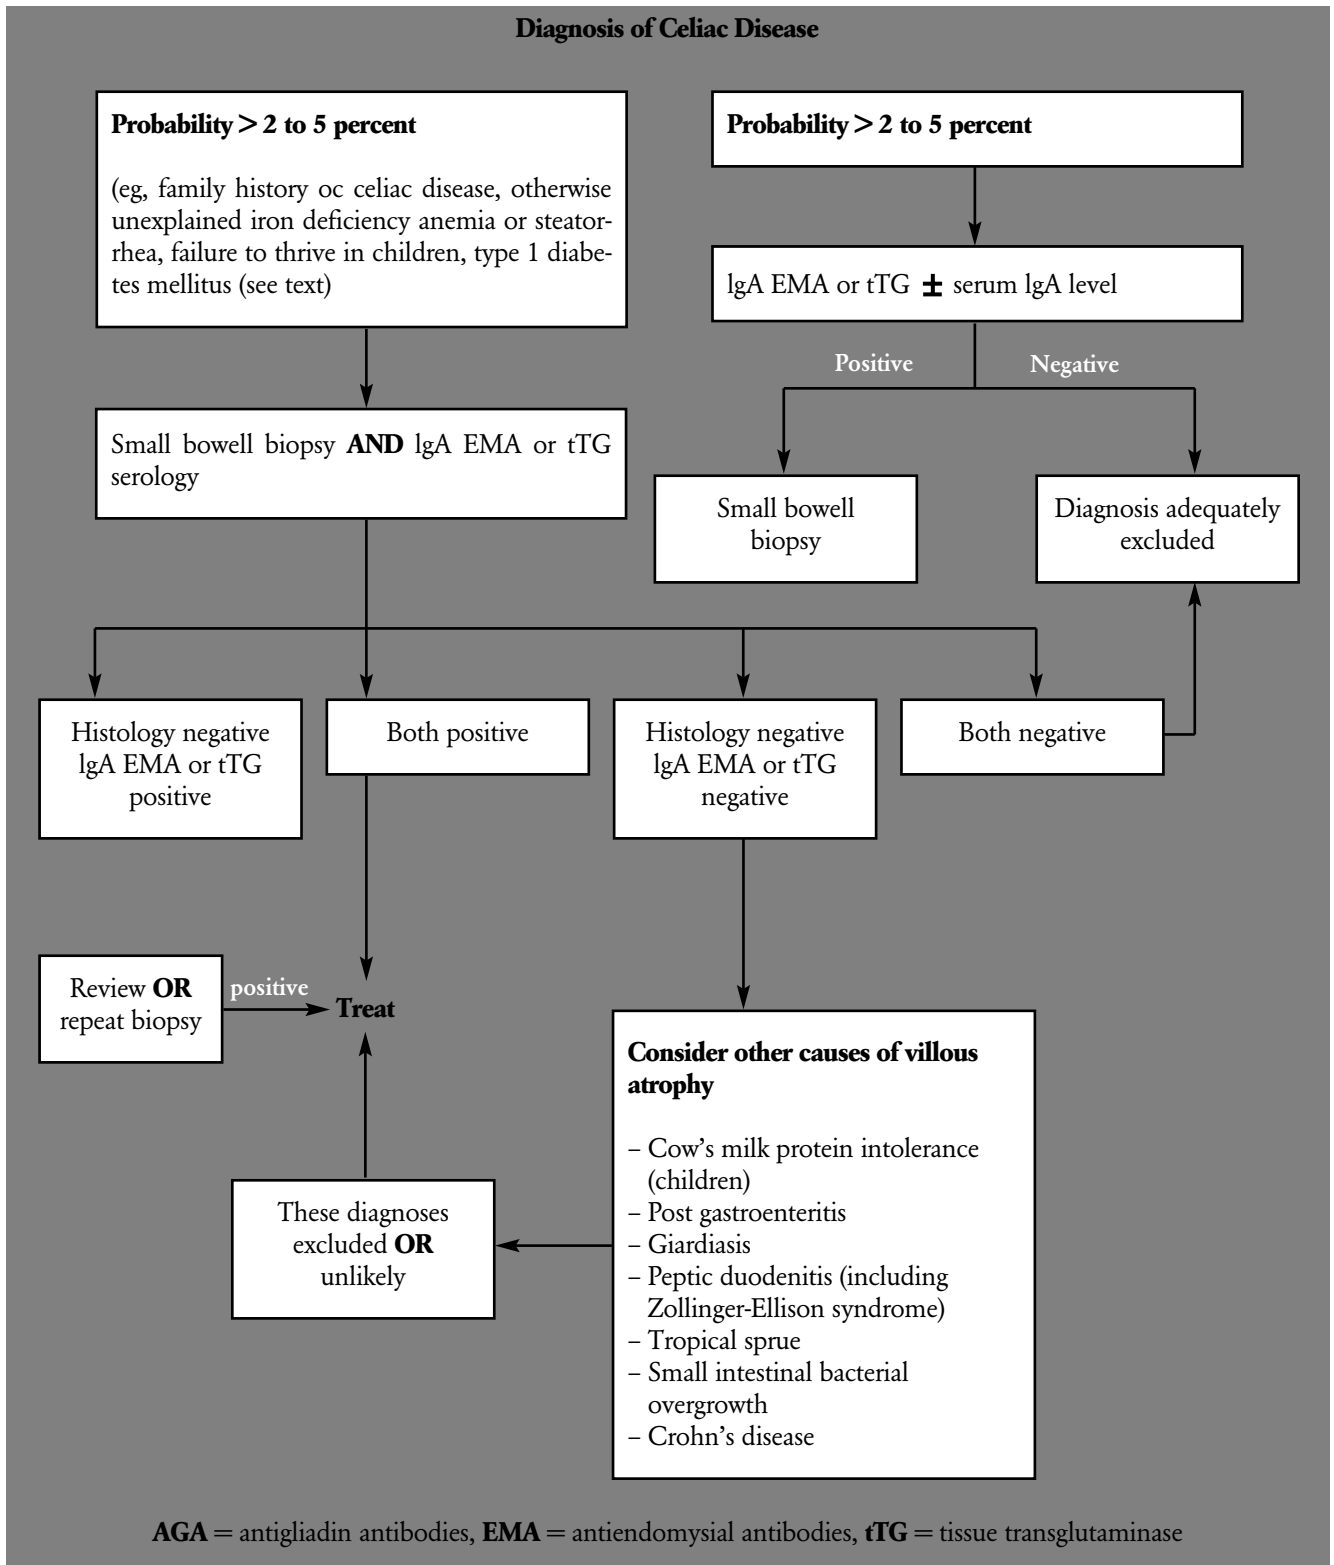 Diagnosis of Celiac Disease
Probability > 2 to 5 percent
(eg, family history oc celiac disease, otherwise
unexplained iron deficiency anemia or steator-
rhea, failure to thrive in children, type 1 diabe-
tes mellitus (see text)
Probability > 2 to 5 percent
lgA EMA or tTG ± serum lgA level
Positive
Negative
Small bowell biopsy AND lgA EMA or tTG
serology
Small bowell
biopsy
Diagnosis adequately
excluded
Histology negative
lgA EMA or tTG
positive
Both positive
Histology negative
lgA EMA or tTG
negative
Both negative
Review OR
repeat biopsy
positive
Treat
Consider other causes of villous
atrophy
– Cow's milk protein intolerance
(children)
– Post gastroenteritis
– Giardiasis
– Peptic duodenitis (including
Zollinger-Ellison syndrome)
– Tropical sprue
– Small intestinal bacterial
overgrowth
– Crohn's disease
These diagnoses
excluded OR
unlikely
AGA = antigliadin antibodies, EMA = antiendomysial antibodies, tTG = tissue transglutaminase